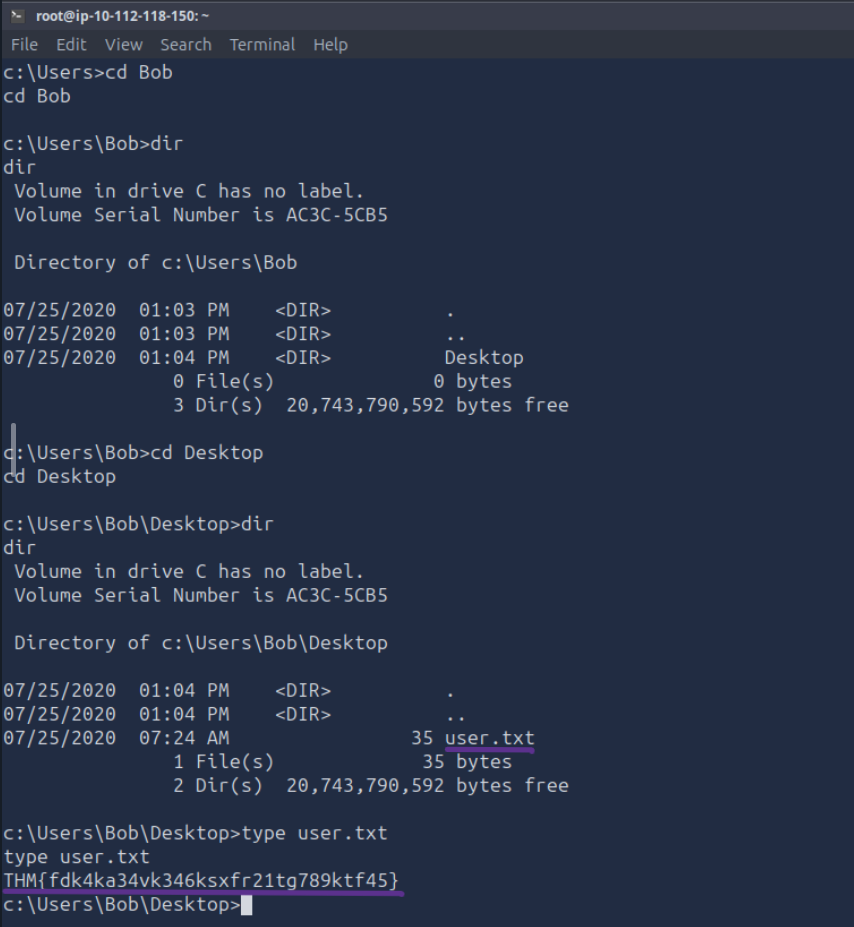 root@ip-10-112-118-150: ~
File Edit View Search Terminal Help
c:\Users>cd Bob
cd Bob
c:\Users\Bob>dir
dir
 Volume in drive C has no label.
 Volume Serial Number is AC3C-5CB5
 Directory of c:\Users\Bob
07/25/2020  01:03 PM    <DIR>          .
07/25/2020  01:03 PM    <DIR>          ..
07/25/2020  01:04 PM    <DIR>          Desktop
               0 File(s)              0 bytes
               3 Dir(s)  20,743,790,592 bytes free
c:\Users\Bob>cd Desktop
cd Desktop
c:\Users\Bob\Desktop>dir
dir
 Volume in drive C has no label.
 Volume Serial Number is AC3C-5CB5
 Directory of c:\Users\Bob\Desktop
07/25/2020  01:04 PM    <DIR>          .
07/25/2020  01:04 PM    <DIR>          ..
07/25/2020  07:24 AM                35 user.txt
               1 File(s)             35 bytes
               2 Dir(s)  20,743,790,592 bytes free
c:\Users\Bob\Desktop>type user.txt
type user.txt
THM{fdk4ka34vk346ksxfr21tg789ktf45}
c:\Users\Bob\Desktop>